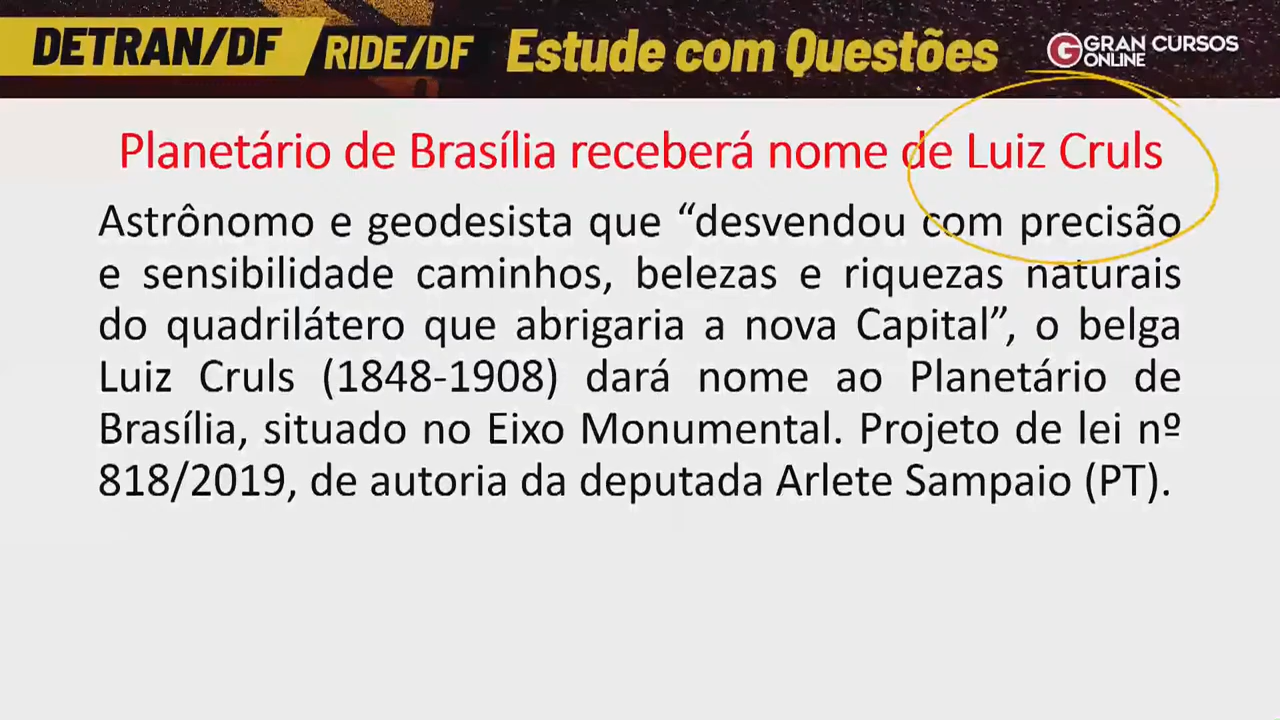 DETRAN/DF RIDE/DF Estude com Questões GRAN CURSOS ONLINE
Planetário de Brasília receberá nome de Luiz Cruls
Astrônomo e geodesista que “desvendou com precisão
e sensibilidade caminhos, belezas e riquezas naturais
do quadrilátero que abrigaria a nova Capital”, o belga
Luiz Cruls (1848-1908) dará nome ao Planetário de
Brasília, situado no Eixo Monumental. Projeto de lei nº
818/2019, de autoria da deputada Arlete Sampaio (PT).